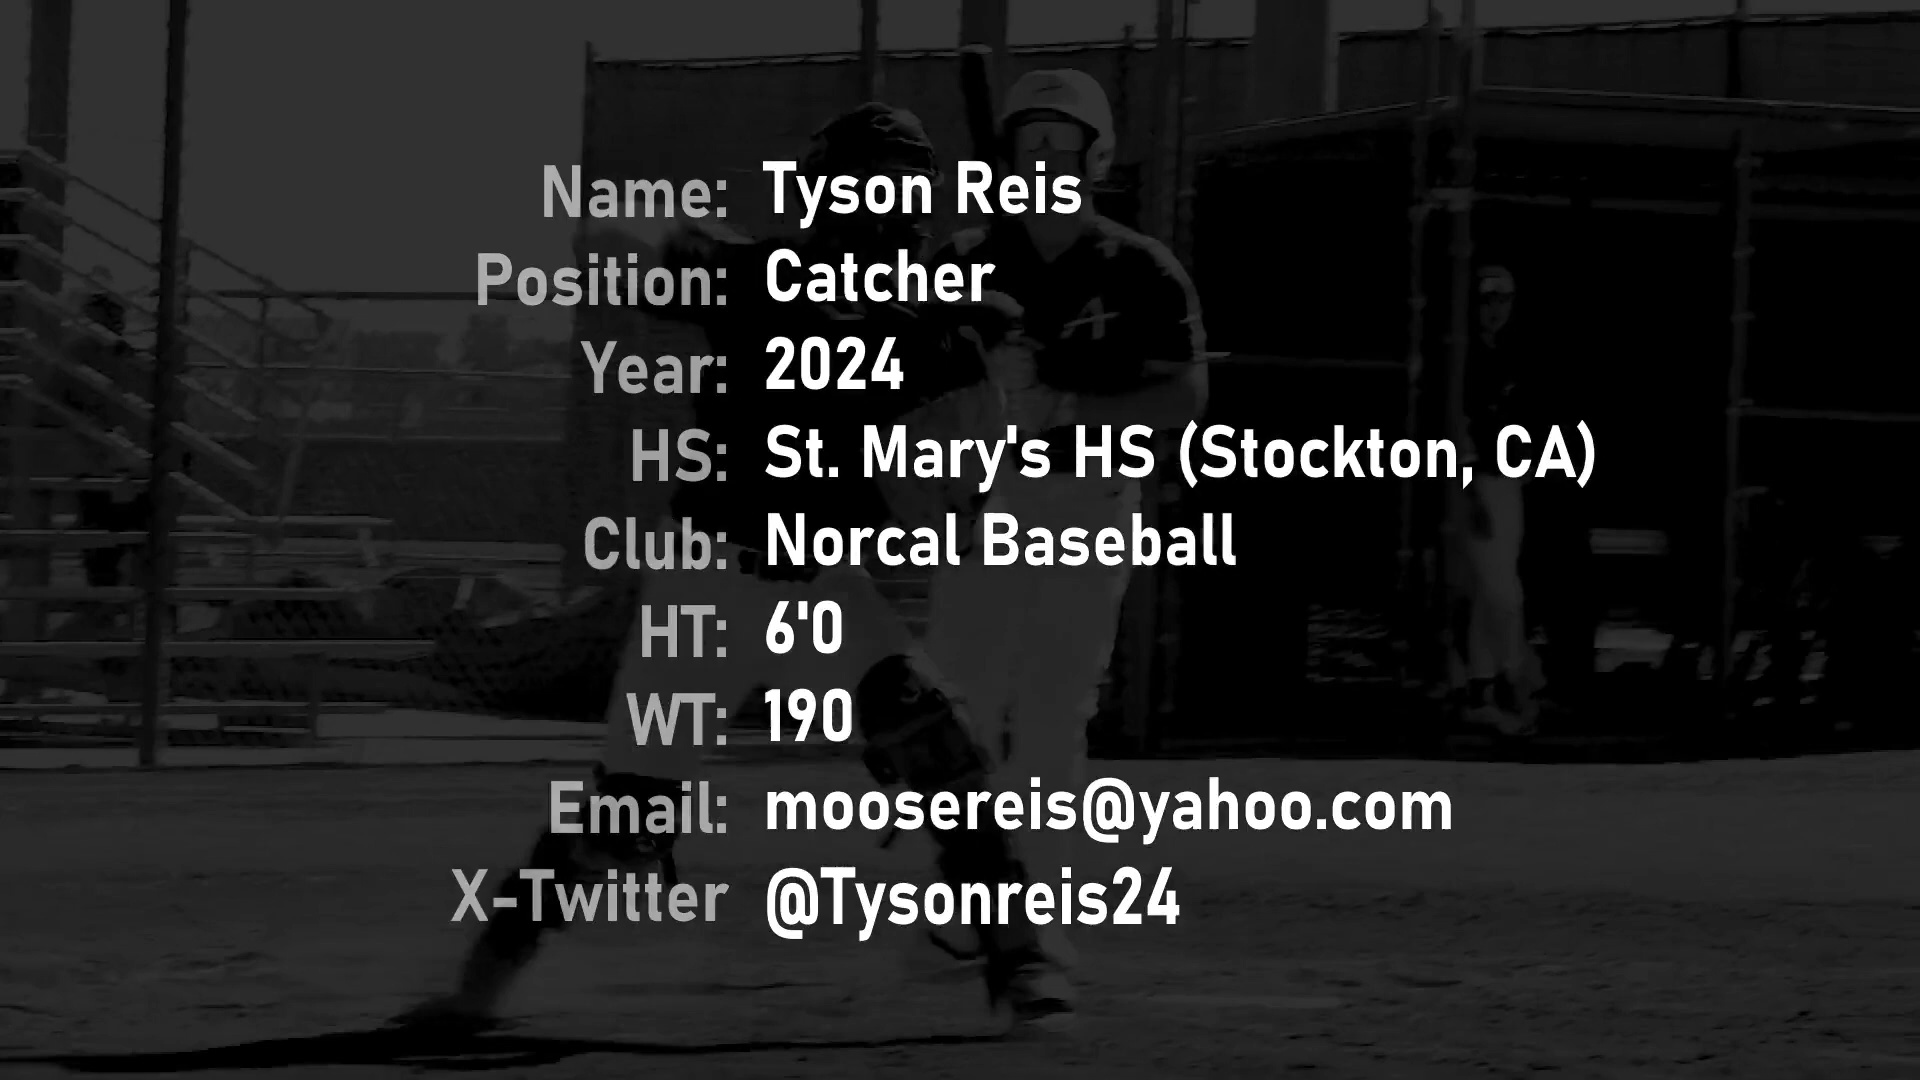 Name: Tyson Reis
Position: Catcher
Year: 2024
HS: St. Mary's HS (Stockton, CA)
Club: Norcal Baseball
HT: 6'0
WT: 190
Email: moosereis@yahoo.com
X-Twitter @Tysonreis24
A